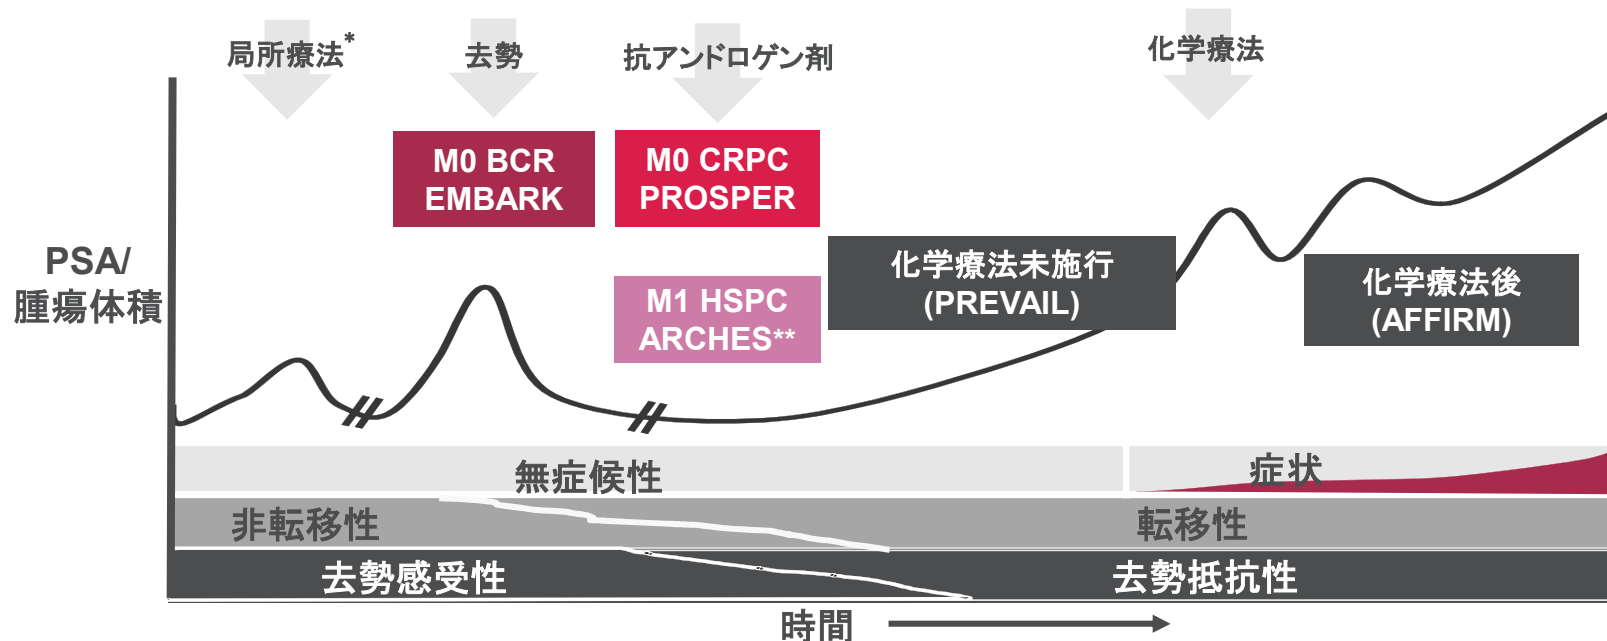 局所療法*
去勢
抗アンドロゲン剤
化学療法
M0 BCR
EMBARK
M0 CRPC
PROSPER
PSA/
腫瘍体積
化学療法未施行
(PREVAIL)
化学療法後
(AFFIRM)
M1 HSPC
ARCHES**
無症候性
症状
非転移性
転移性
去勢感受性
去勢抵抗性
時間